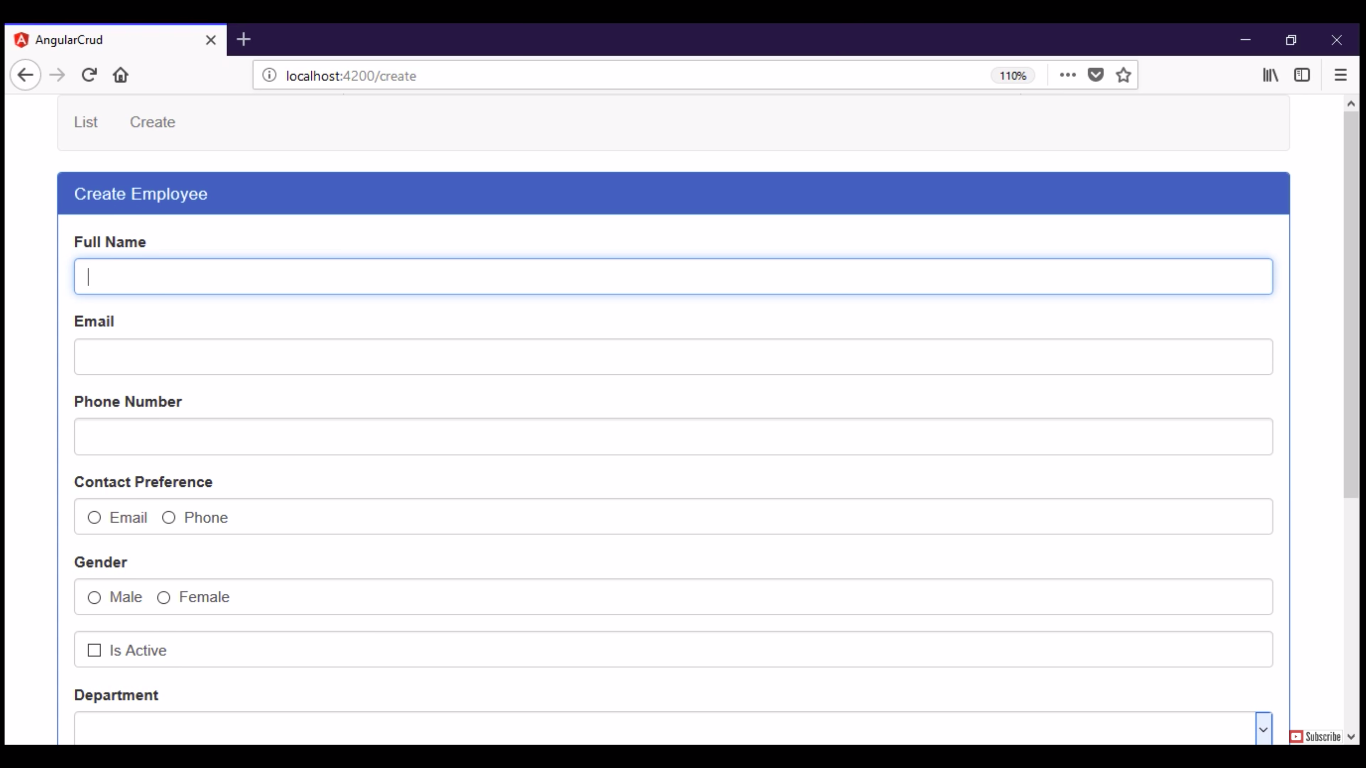 AngularCrud
localhost:4200/create
110%
List Create
Create Employee
Full Name
Email
Phone Number
Contact Preference
Email Phone
Gender
Male Female
Is Active
Department
Subscribe